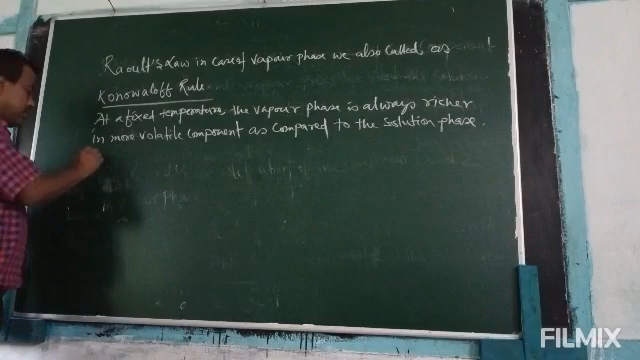 Raoult's Law in case of vapour phase we also called as
Konowaloff Rule
At a fixed temperature, the vapour phase is always richer
in more volatile component as compared to the solution phase.
FILMIX